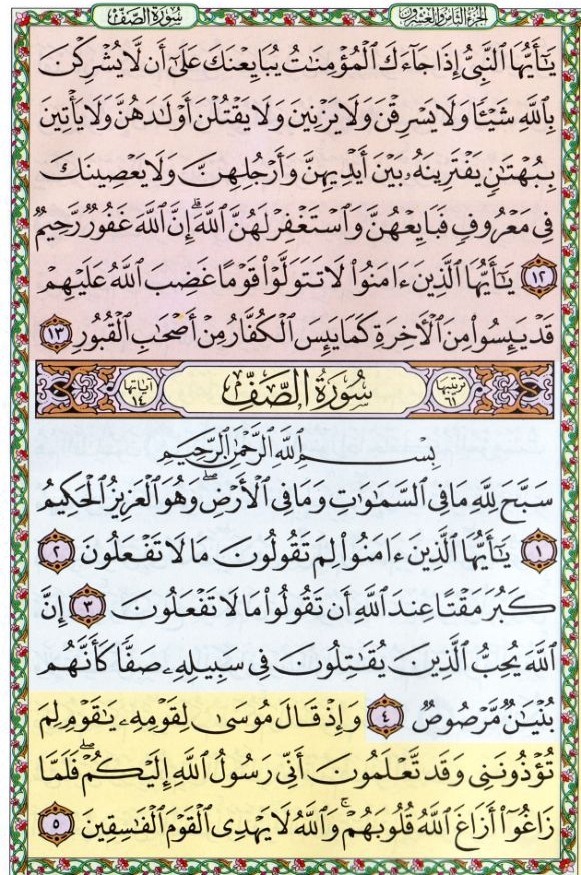 الجزء الثامن والعشرون
سُورَةُ الصَّفِّ
يَٰٓأَيُّهَا ٱلنَّبِيُّ إِذَا جَآءَكَ ٱلْمُؤْمِنَٰتُ يُبَايِعْنَكَ عَلَىٰٓ أَن لَّا يُشْرِكْنَ
بِٱللَّهِ شَيْـًٔا وَلَا يَسْرِقْنَ وَلَا يَزْنِينَ وَلَا يَقْتُلْنَ أَوْلَٰدَهُنَّ وَلَا يَأْتِينَ
بِبُهْتَٰنٍ يَفْتَرِينَهُۥ بَيْنَ أَيْدِيهِنَّ وَأَرْجُلِهِنَّ وَلَا يَعْصِينَكَ
فِى مَعْرُوفٍ فَبَايِعْهُنَّ وَٱسْتَغْفِرْ لَهُنَّ ٱللَّهَ ۖ إِنَّ ٱللَّهَ غَفُورٌ رَّحِيمٌ
١٢ يَٰٓأَيُّهَا ٱلَّذِينَ ءَامَنُوا۟ لَا تَتَوَلَّوْا۟ قَوْمًا غَضِبَ ٱللَّهُ عَلَيْهِمْ
قَدْ يَئِسُوا۟ مِنَ ٱلْـَٔاخِرَةِ كَمَا يَئِسَ ٱلْكُفَّارُ مِنْ أَصْحَٰبِ ٱلْقُبُورِ ١٣
ترتيبها ٦١ سُورَةُ الصَّفِّ آياتها ١٤
بِسْمِ ٱللَّهِ ٱلرَّحْمَٰنِ ٱلرَّحِيمِ
سَبَّحَ لِلَّهِ مَا فِى ٱلسَّمَٰوَٰتِ وَمَا فِى ٱلْأَرْضِ ۖ وَهُوَ ٱلْعَزِيزُ ٱلْحَكِيمُ
١ يَٰٓأَيُّهَا ٱلَّذِينَ ءَامَنُوا۟ لِمَ تَقُولُونَ مَا لَا تَفْعَلُونَ ٢
كَبُرَ مَقْتًا عِندَ ٱللَّهِ أَن تَقُولُوا۟ مَا لَا تَفْعَلُونَ ٣ إِنَّ
ٱللَّهَ يُحِبُّ ٱلَّذِينَ يُقَٰتِلُونَ فِى سَبِيلِهِۦ صَفًّا كَأَنَّهُم
بُنْيَٰنٌ مَّرْصُوصٌ ٤ وَإِذْ قَالَ مُوسَىٰ لِقَوْمِهِۦ يَٰقَوْمِ لِمَ
تُؤْذُونَنِى وَقَد تَّعْلَمُونَ أَنِّى رَسُولُ ٱللَّهِ إِلَيْكُمْ ۖ فَلَمَّا
زَاغُوٓا۟ أَزَاغَ ٱللَّهُ قُلُوبَهُمْ ۚ وَٱللَّهُ لَا يَهْدِى ٱلْقَوْمَ ٱلْفَٰسِقِينَ ٥